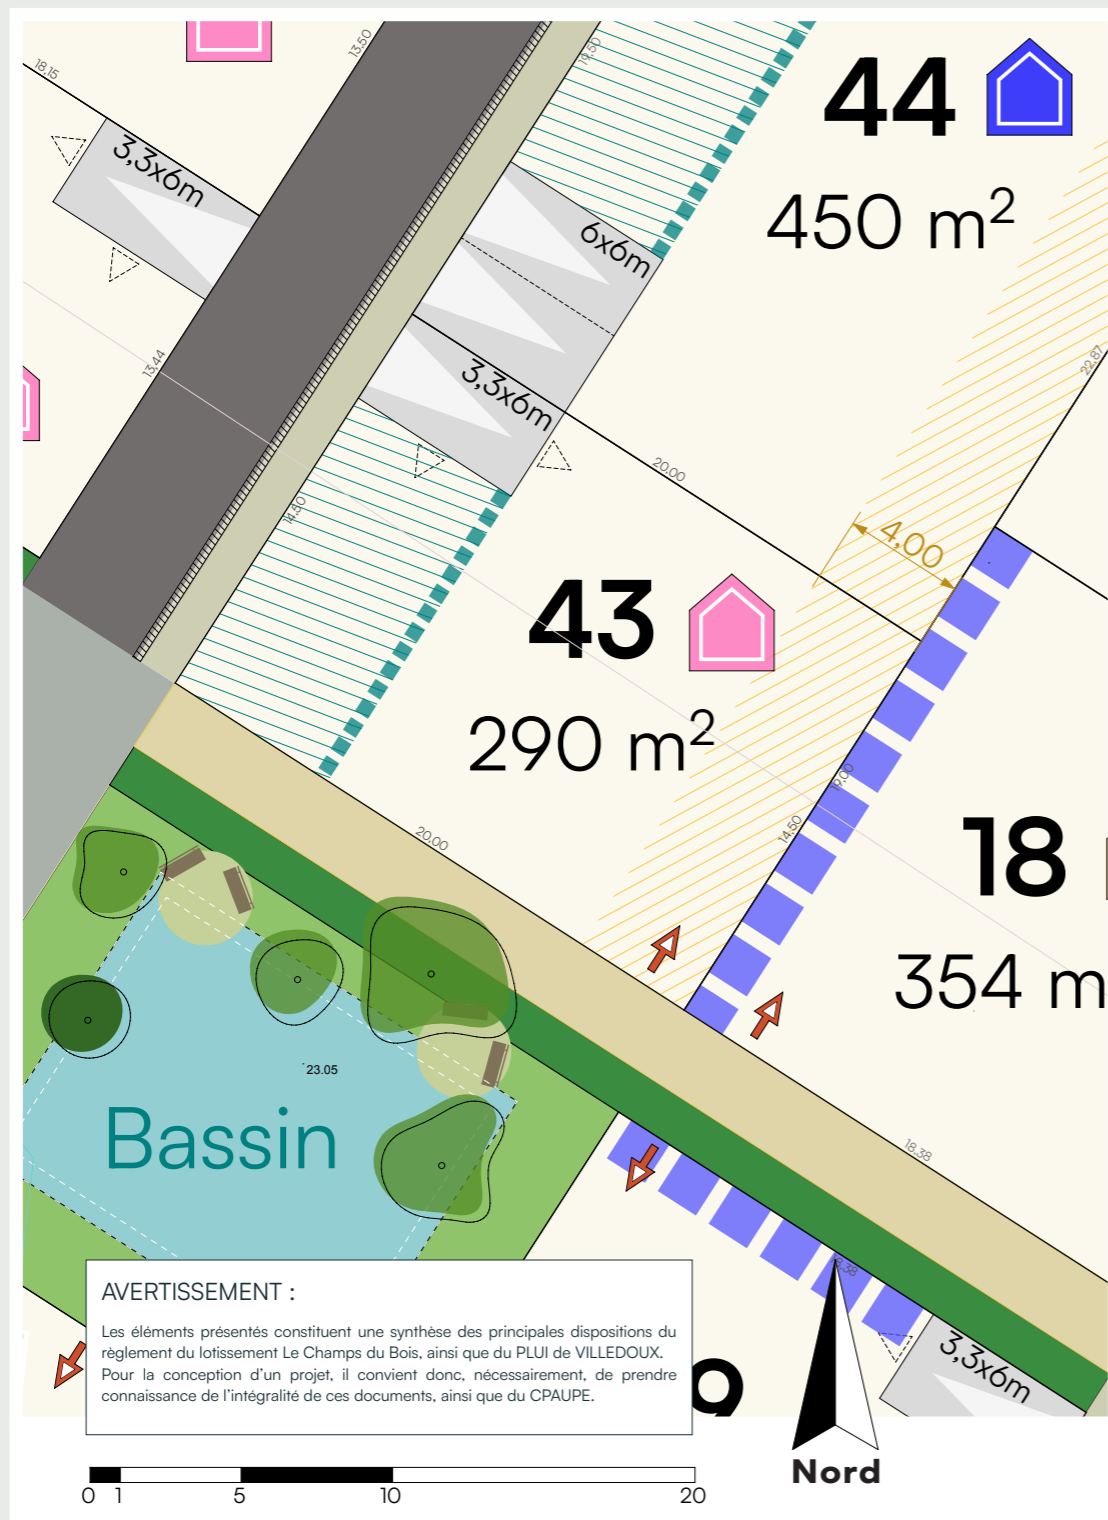 18,15
13,50
19,50
44
450 m²
3,3x6m
6x6m
13,44
22,87
3,3x6m
20,00
14,50
4,00
43
290 m²
19,00
14,50
20,00
18
354 m
23.05
Bassin
18,38
AVERTISSEMENT :
Les éléments présentés constituent une synthèse des principales dispositions du
règlement du lotissement Le Champs du Bois, ainsi que du PLUI de VILLEDOUX.
Pour la conception d’un projet, il convient donc, nécessairement, de prendre
connaissance de l’intégralité de ces documents, ainsi que du CPAUPE.
3,3x6m
9
Nord
0 1 5 10 20